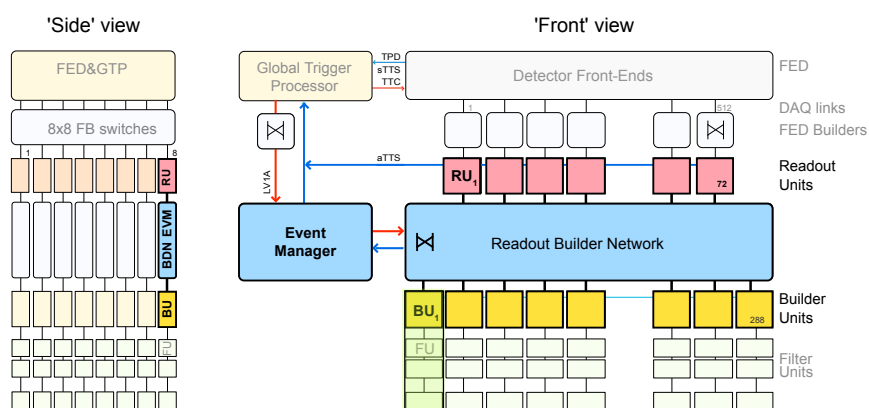 'Side' view
'Front' view
FED&GTP
8x8 FB switches
1
8
RU
BDN EVM
BU
FU
Global Trigger
Processor
TPD
sTTS
TTC
Detector Front-Ends
FED
1
512
DAQ links
FED Builders
aTTS
LV1A
RU1
72
Readout
Units
Event
Manager
Readout Builder Network
BU1
288
Builder
Units
FU
Filter
Units